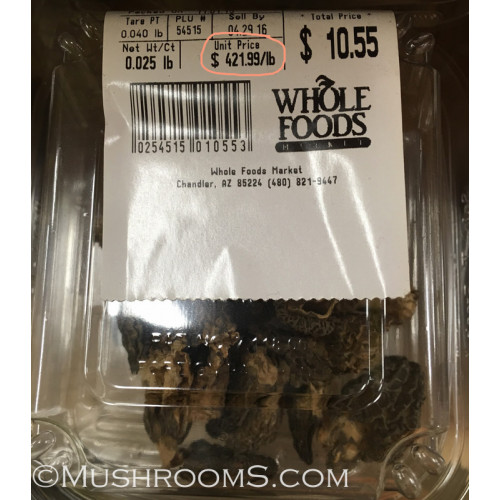 Tare PT PLU # Sell By Total Price
0.040 lb 54515 04.29.16
Net Wt/Ct Unit Price $ 10.55
0.025 lb $ 421.99/lb
0254515 010553
WHOLE
FOODS
MARKET
Whole Foods Market
Chandler, AZ 85224 (480) 821-9447
©MUSHROOMS.COM